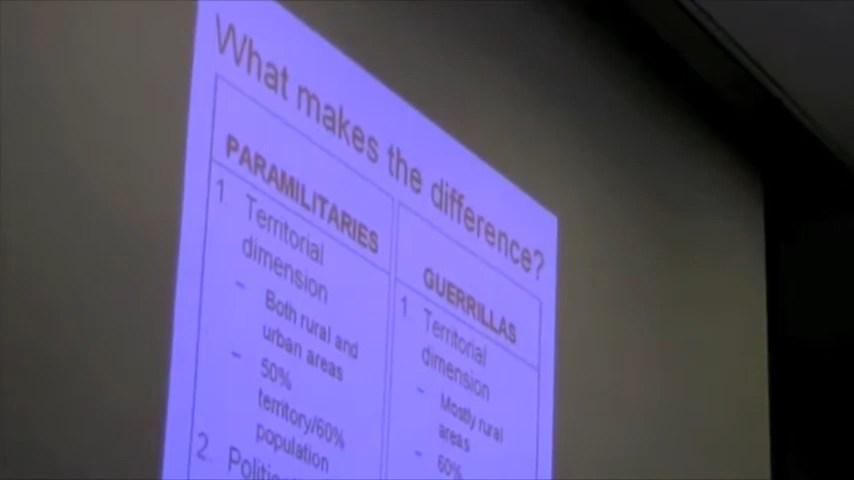 What makes the difference?
PARAMILITARIES
1. Territorial
dimension
– Both rural and
urban areas
– 50%
territory/60%
population
2.
GUERRILLAS
1. Territorial
dimension
– Mostly rural
areas
– 60%